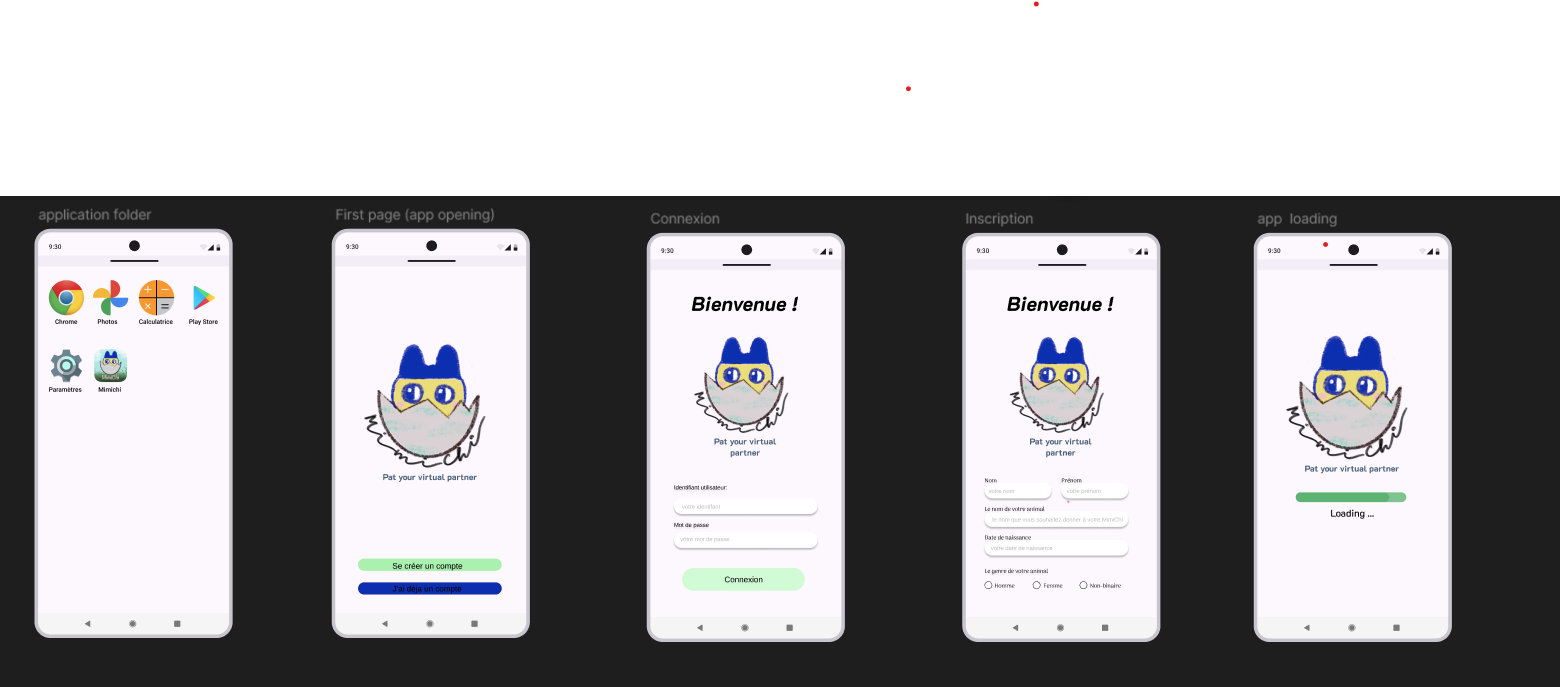 application folder
First page (app opening)
Connexion
Inscription
app loading
9:30
Chrome
Photos
Calculatrice
Play Store
Paramètres
Mimichi
9:30
MimiChi
Pat your virtual partner
Se créer un compte
J'ai deja un compte
9:30
Bienvenue !
MimiChi
Pat your virtual
partner
Identifiant utilisateur:
votre identifiant
Mot de passe
votre mot de passe
Connexion
9:30
Bienvenue !
MimiChi
Pat your virtual
partner
Nom
Prénom
votre nom
votre prénom
Le nom de votre animal
le nom que vous souhaitez donner à votre MimiChi
Date de naissance
votre date de naissance
Le genre de votre animal
Homme
Femme
Non-binaire
9:30
MimiChi
Pat your virtual partner
Loading ...